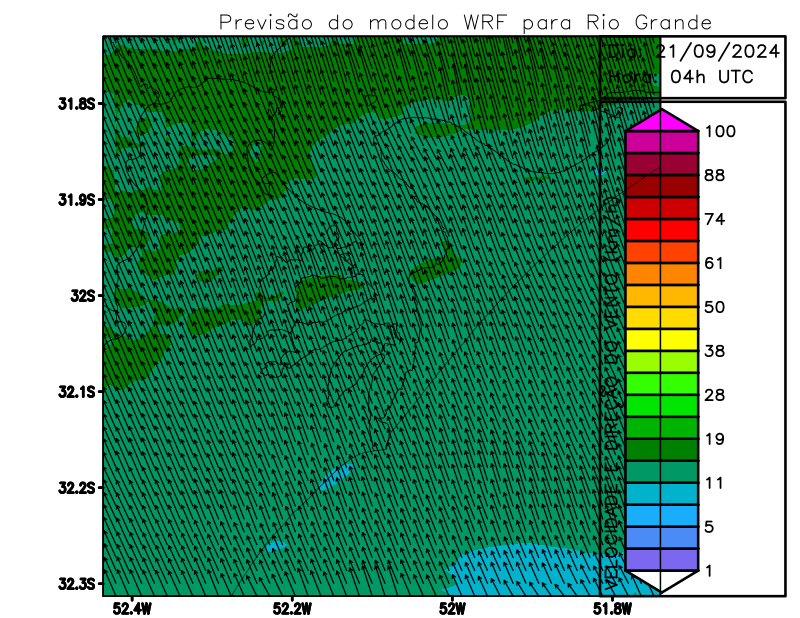 Previsão do modelo WRF para Rio Grande
Dia: 21/09/2024
Hora: 04h UTC
31.8S
31.9S
32S
32.1S
32.2S
32.3S
52.4W
52.2W
52W
51.8W
VELOCIDADE E DIREÇÃO DO VENTO (km/h)
100
88
74
61
50
38
28
19
11
5
1